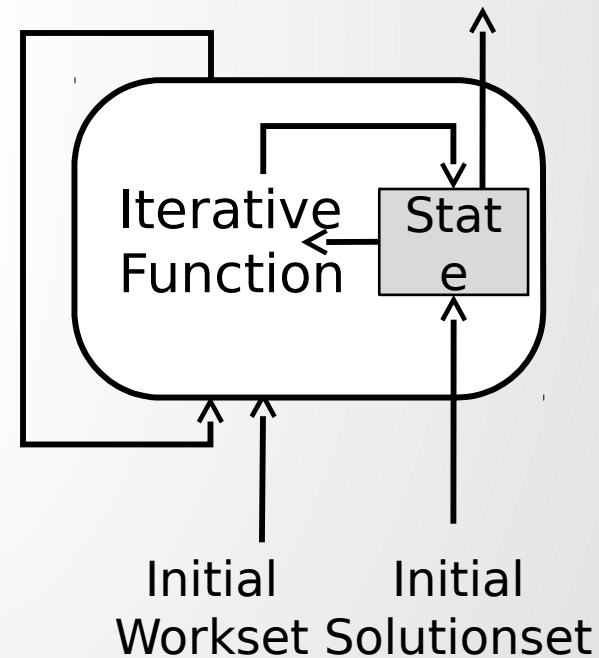 Iterative
Function
Stat
e
Initial
Workset
Initial
Solutionset